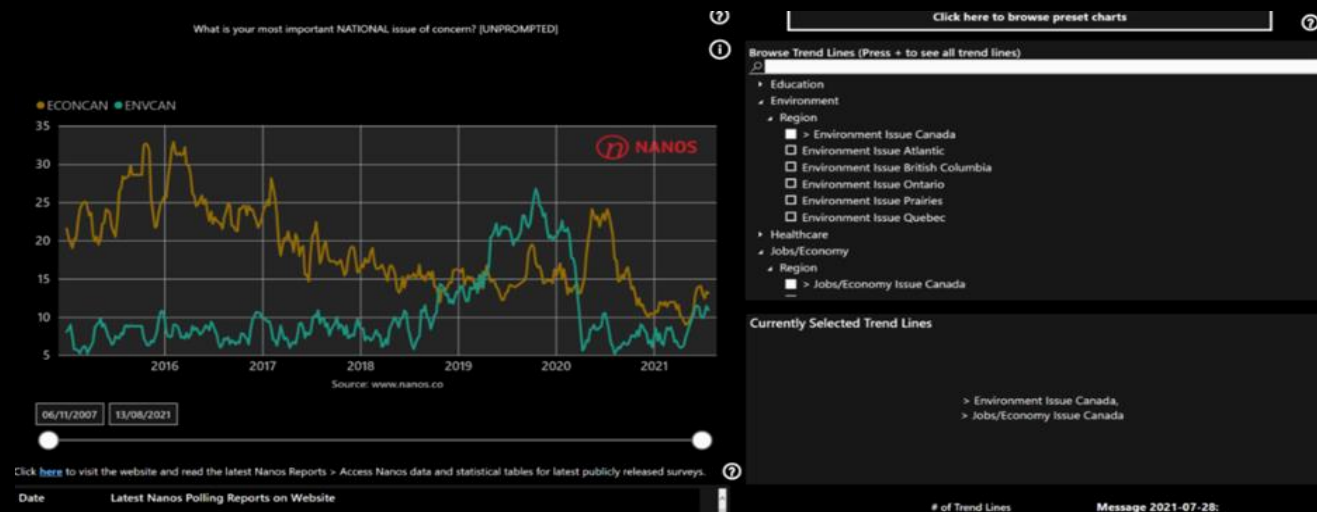 What is your most important NATIONAL issue of concern? [UNPROMPTED]
ECONCAN ENVCAN
35
30
25
20
15
10
5
NANOS
2016 2017 2018 2019 2020 2021
Source: www.nanos.co
06/11/2007 13/08/2021
Click here to visit the website and read the latest Nanos Reports > Access Nanos data and statistical tables for latest publicly released surveys.
Date Latest Nanos Polling Reports on Website
Click here to browse preset charts
Browse Trend Lines (Press + to see all trend lines)
Education
Environment
Region
> Environment Issue Canada
Environment Issue Atlantic
Environment Issue British Columbia
Environment Issue Ontario
Environment Issue Prairies
Environment Issue Quebec
Healthcare
Jobs/Economy
Region
> Jobs/Economy Issue Canada
Currently Selected Trend Lines
> Environment Issue Canada,
> Jobs/Economy Issue Canada
# of Trend Lines
Message 2021-07-28: